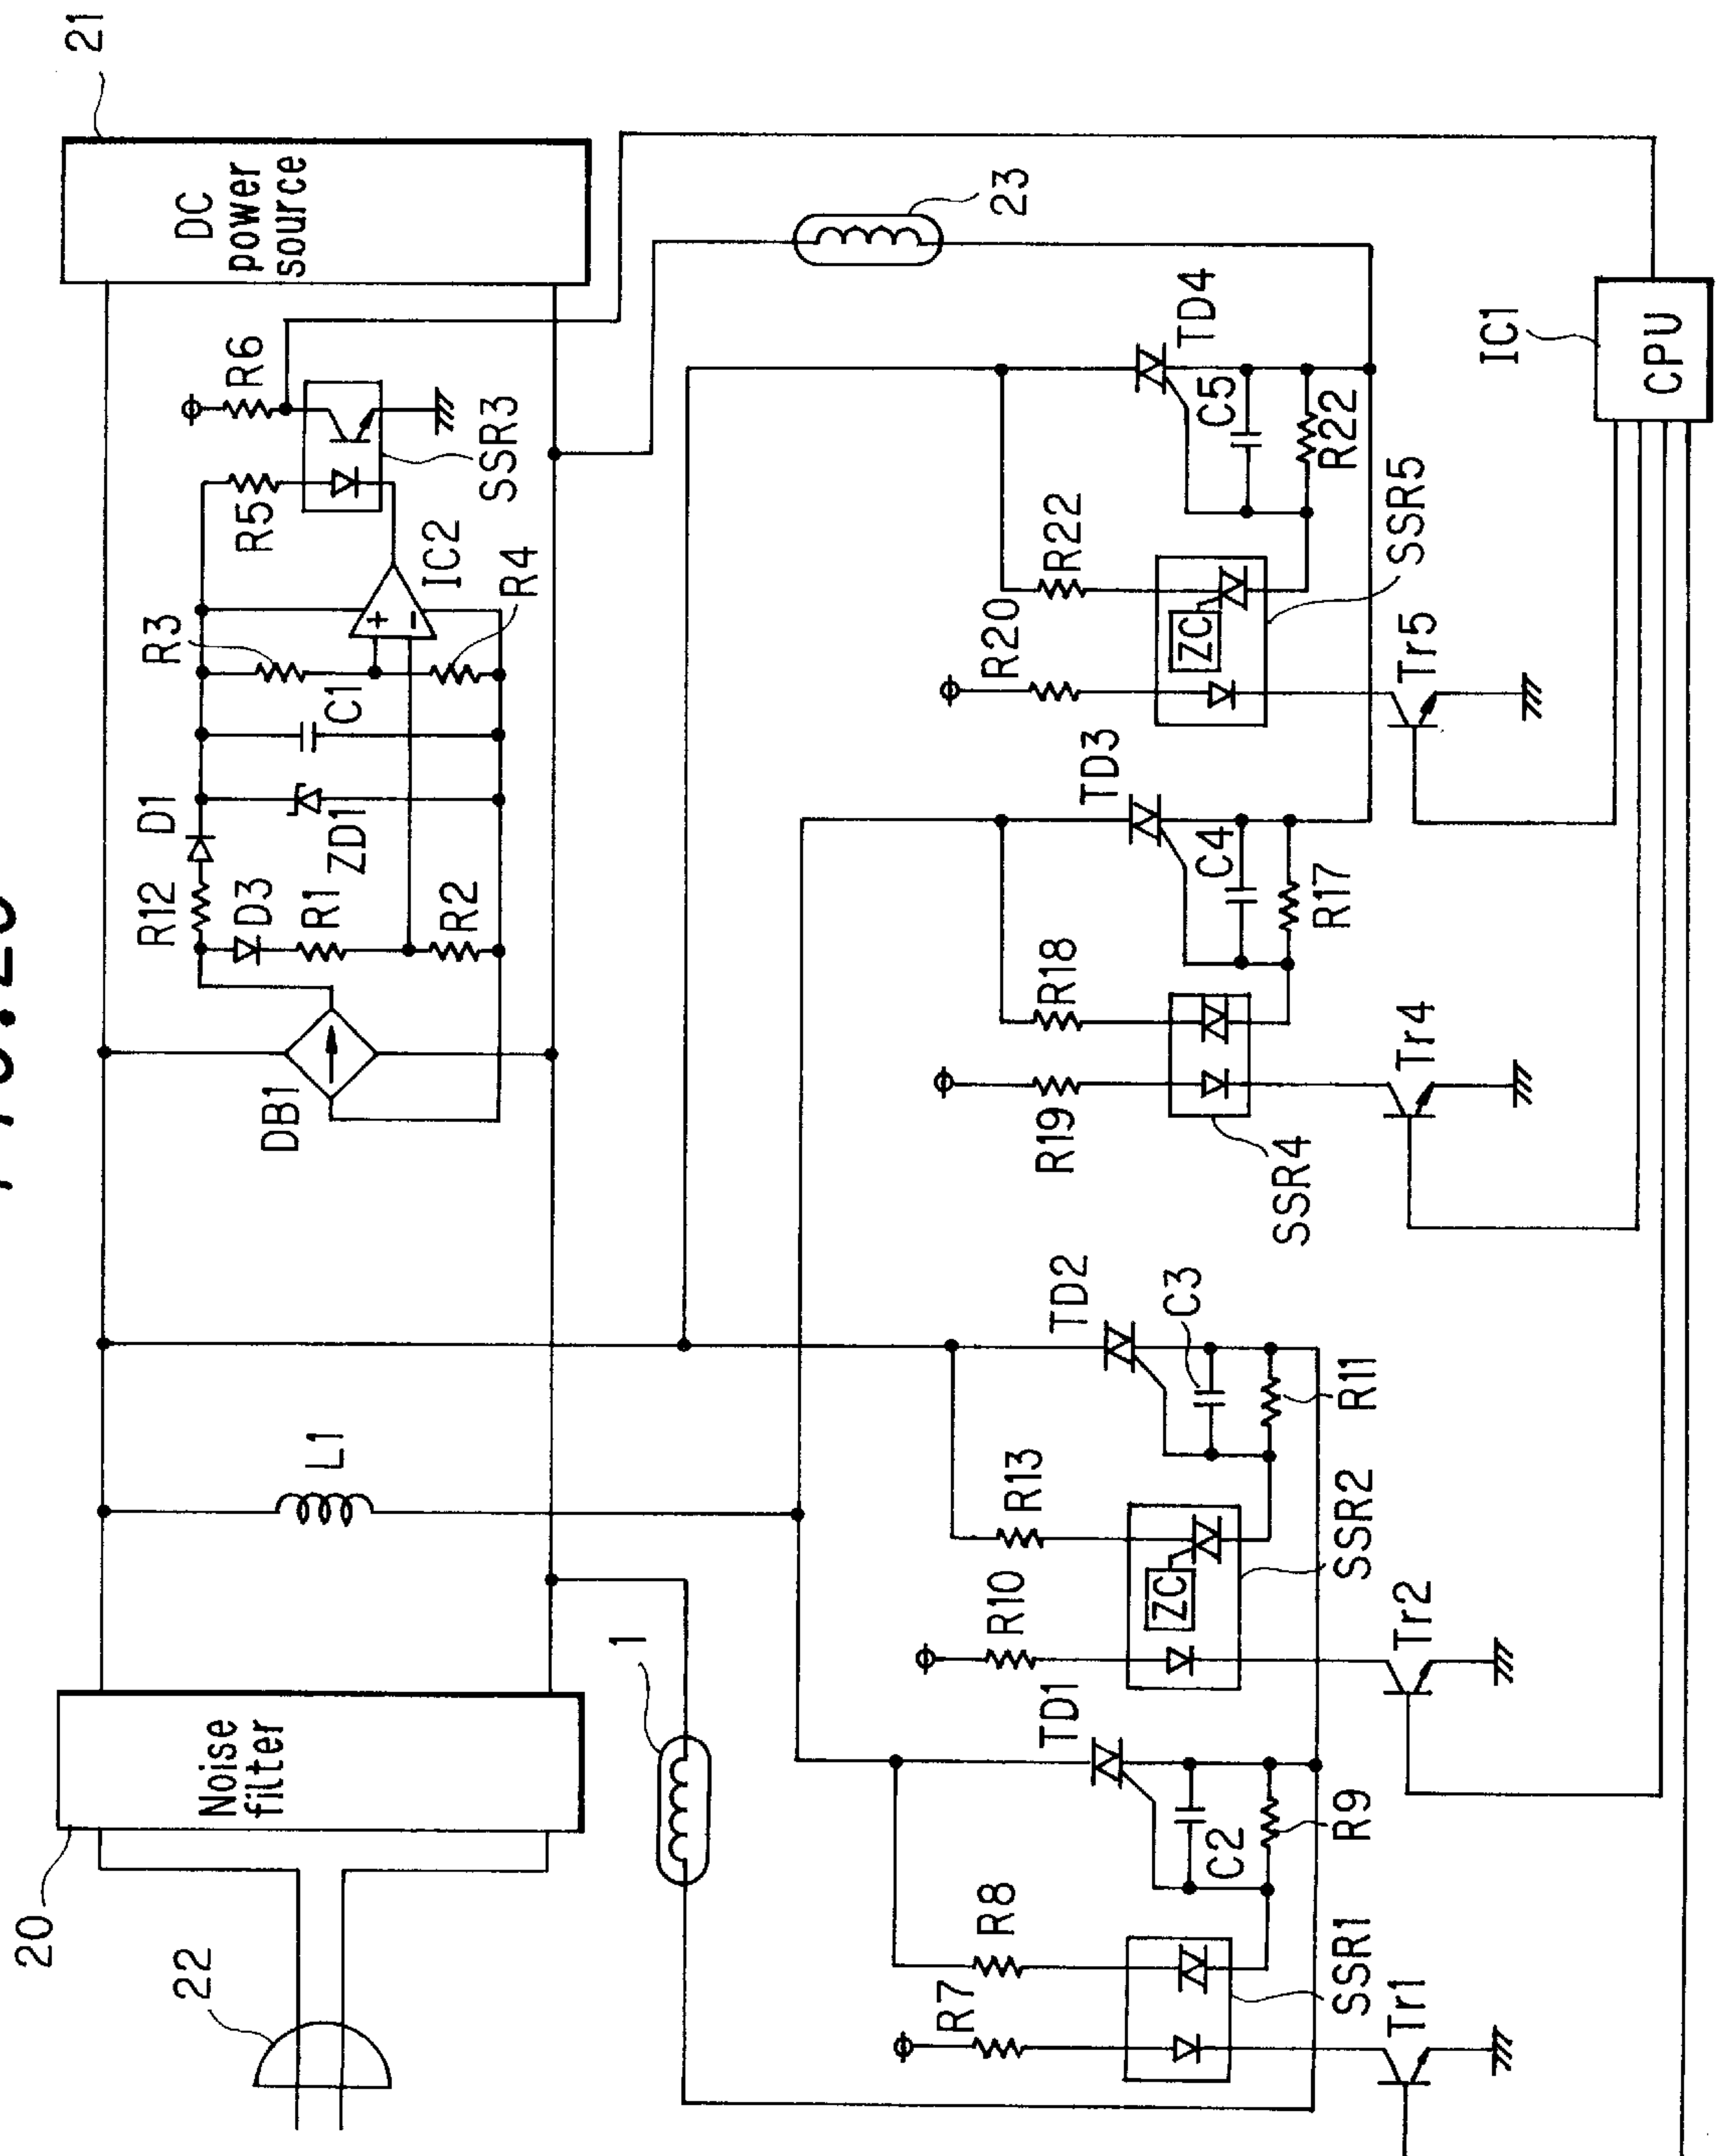 21
DC
power
source
R6
SSR3
R5
IC2
R4
R3
+
-
C1
D1
ZD1
R12
D3
R1
R2
DB1
23
TD4
C5
R22
SSR5
R22
R20
ZC
Tr5
TD3
C4
R17
R18
R19
SSR4
Tr4
IC1
CPU
L1
TD2
C3
R11
R13
SSR2
R10
ZC
Tr2
Noise
filter
20
22
1
TD1
C2
R9
R8
R7
SSR1
Tr1